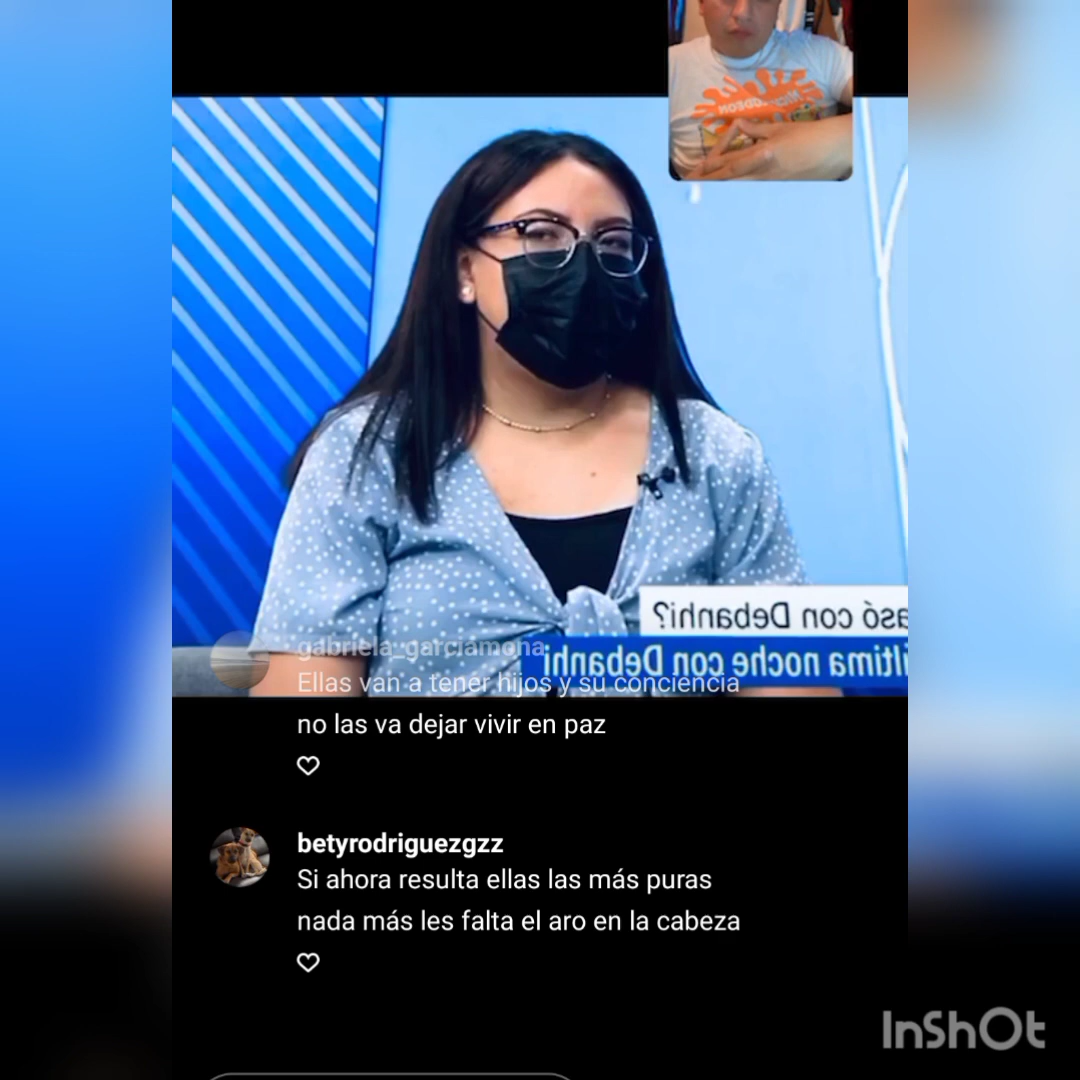 NICKELODEON
asó con Debanhi?
última noche con Debanhi
gabriela_garciamona
Ellas van a tener hijos y su conciencia
no las va dejar vivir en paz
betyrodriguezgzz
Si ahora resulta ellas las más puras
nada más les falta el aro en la cabeza
InShOt